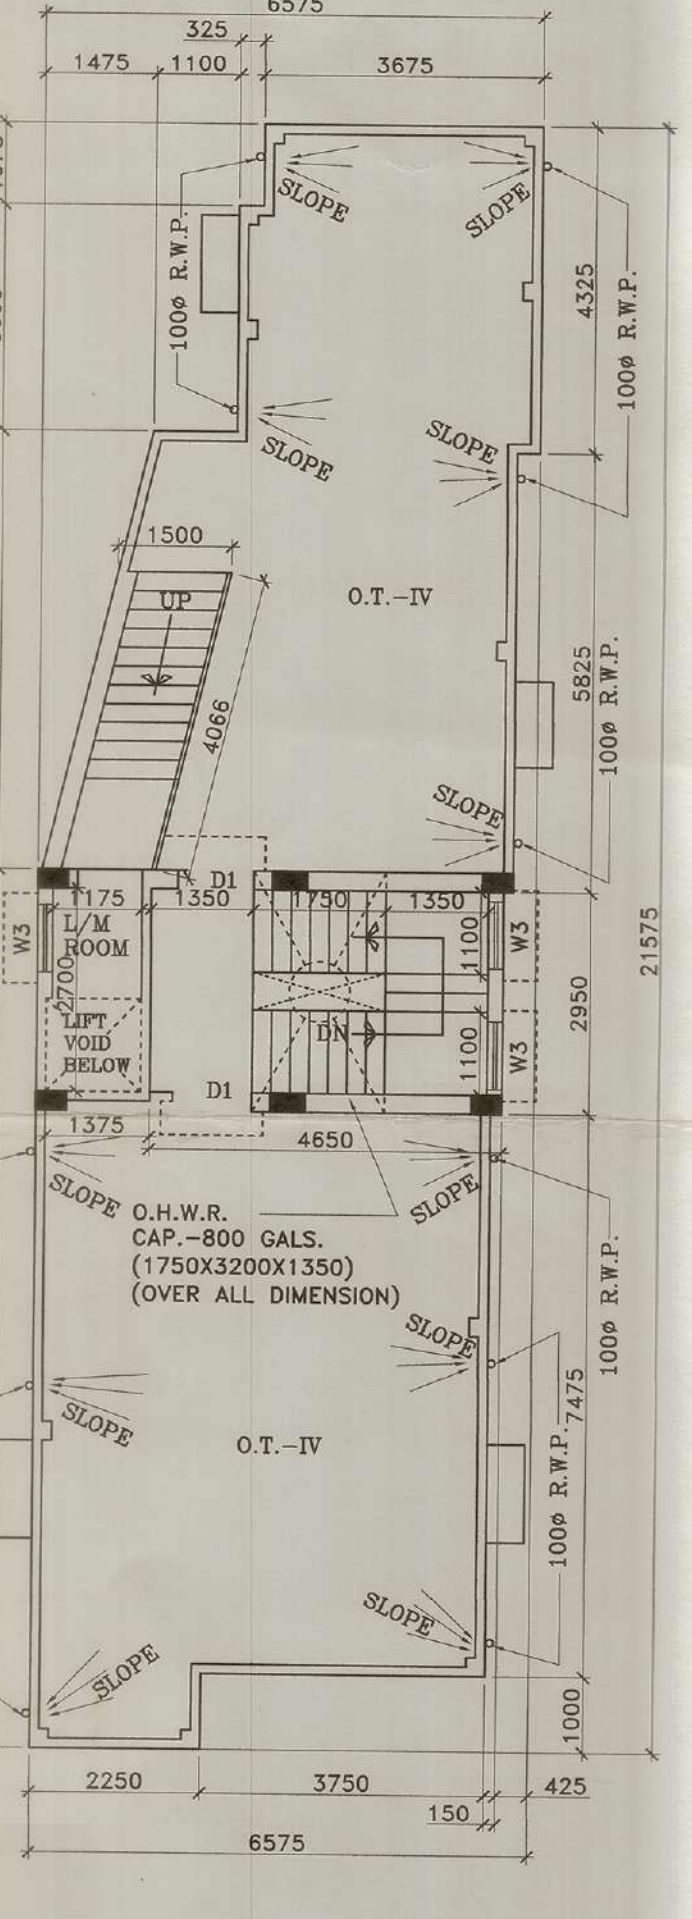 6575
325
1475
1100
3675
SLOPE
SLOPE
100ø R.W.P.
4325
100ø R.W.P.
SLOPE
SLOPE
1500
UP
O.T.-IV
4066
5825
100ø R.W.P.
SLOPE
D1
1175
1350
1750
1350
W3
L/M
ROOM
2700
1100
W3
21575
2950
LIFT
VOID
BELOW
DN
1100
W3
D1
1375
4650
SLOPE
SLOPE
O.H.W.R.
CAP.-800 GALS.
(1750X3200X1350)
(OVER ALL DIMENSION)
100ø R.W.P.
SLOPE
SLOPE
7475
O.T.-IV
100ø R.W.P.
SLOPE
SLOPE
1000
2250
3750
425
150
6575